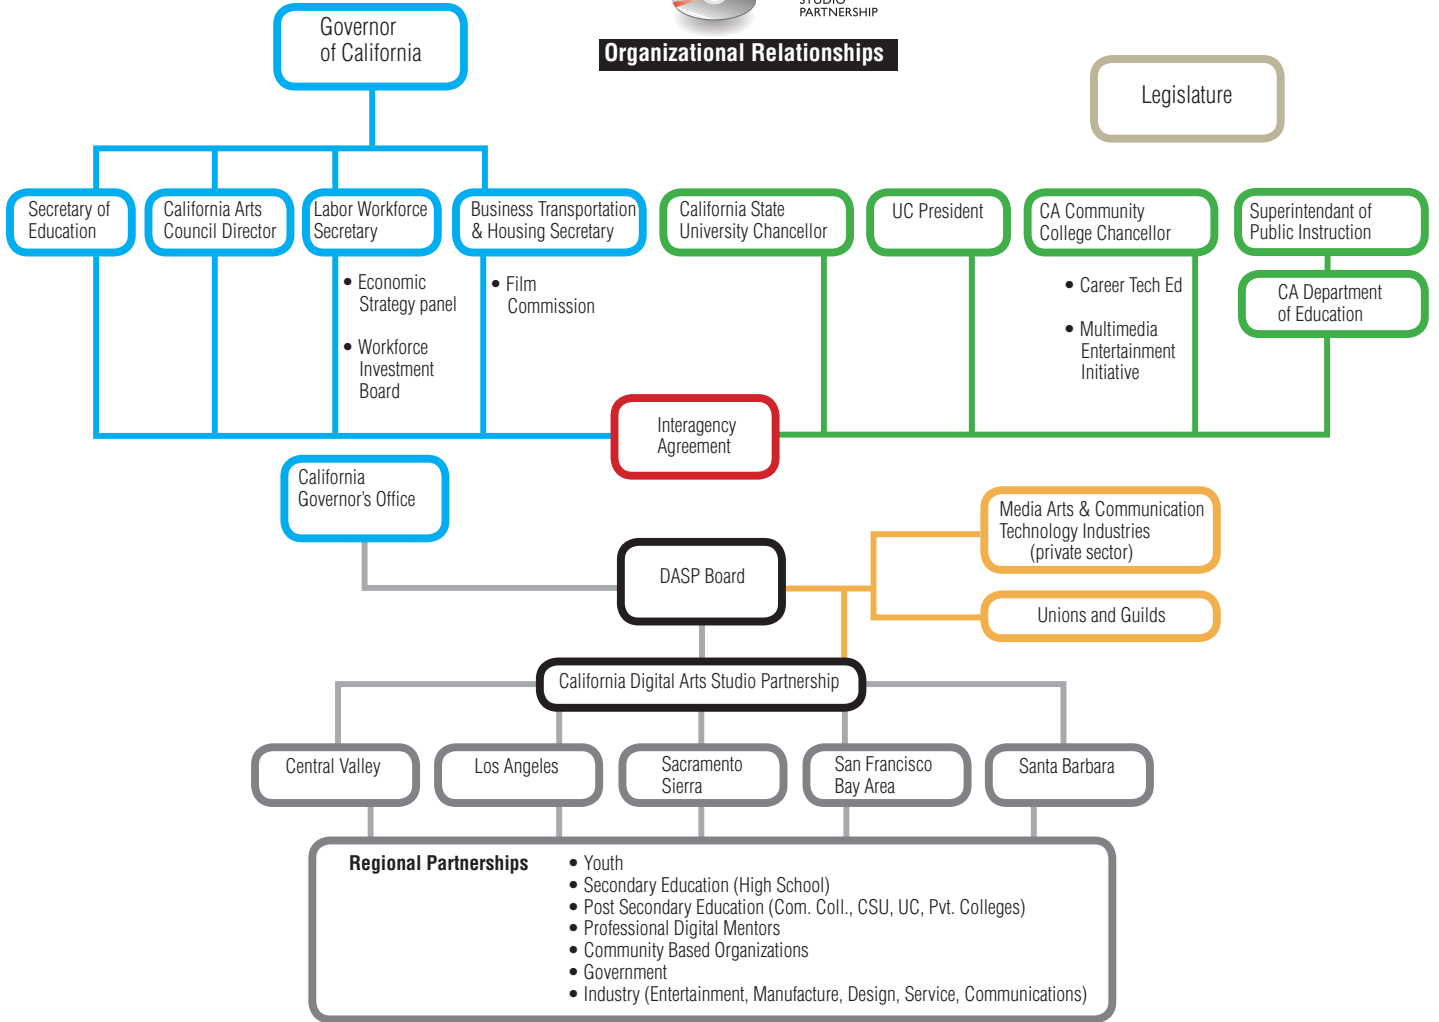 STUDIO
PARTNERSHIP
Organizational Relationships
Governor
of California
Legislature
Secretary of
Education
California Arts
Council Director
Labor Workforce
Secretary
Business Transportation
& Housing Secretary
California State
University Chancellor
UC President
CA Community
College Chancellor
Superintendant of
Public Instruction
• Economic
Strategy panel
• Workforce
Investment
Board
• Film
Commission
• Career Tech Ed
• Multimedia
Entertainment
Initiative
CA Department
of Education
Interagency
Agreement
California
Governor's Office
Media Arts & Communication
Technology Industries
(private sector)
DASP Board
Unions and Guilds
California Digital Arts Studio Partnership
Central Valley
Los Angeles
Sacramento
Sierra
San Francisco
Bay Area
Santa Barbara
Regional Partnerships
• Youth
• Secondary Education (High School)
• Post Secondary Education (Com. Coll., CSU, UC, Pvt. Colleges)
• Professional Digital Mentors
• Community Based Organizations
• Government
• Industry (Entertainment, Manufacture, Design, Service, Communications)